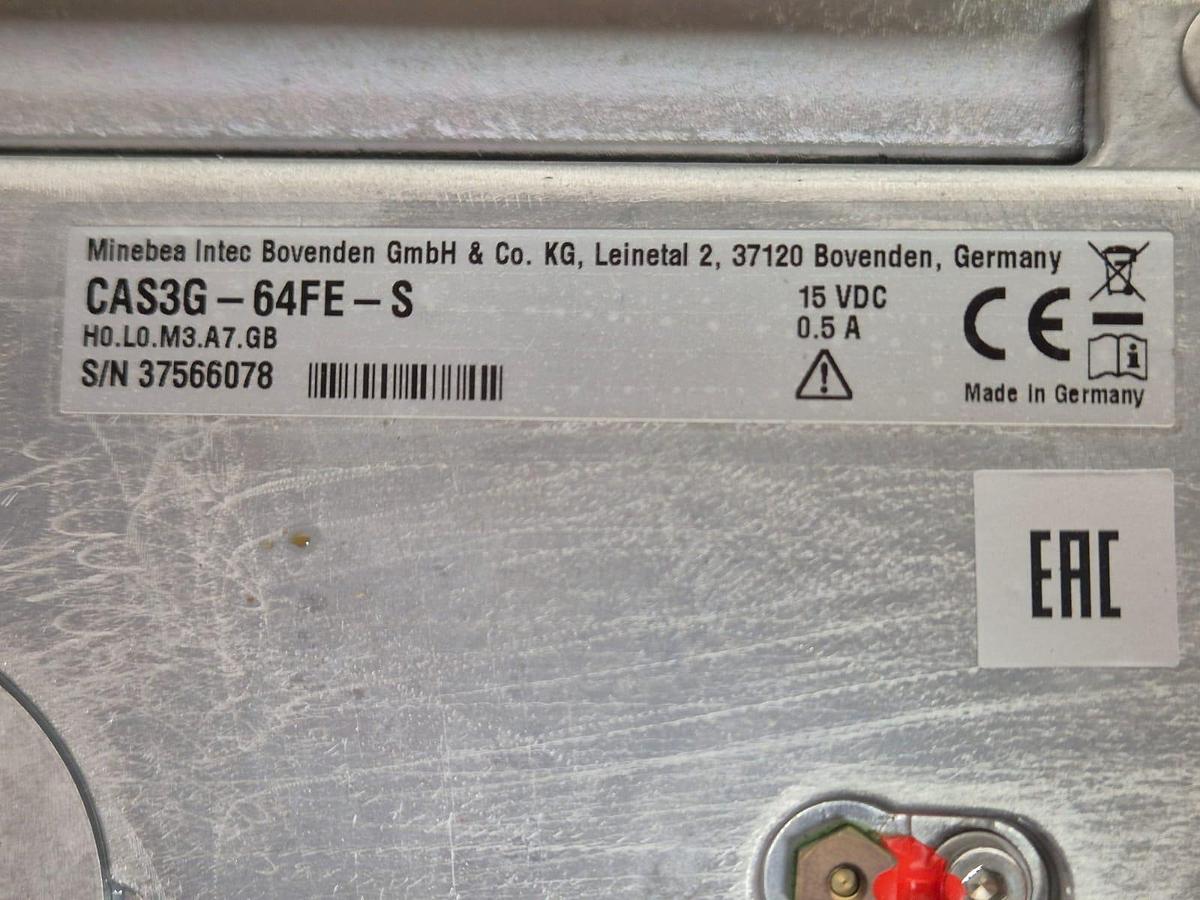 Minebea Intec Bovenden GmbH & Co. KG, Leinetal 2, 37120 Bovenden, Germany
CAS3G – 64FE – S
H0.L0.M3.A7.GB
S/N 37566078
15 VDC
0.5 A
CE
Made in Germany
EAC